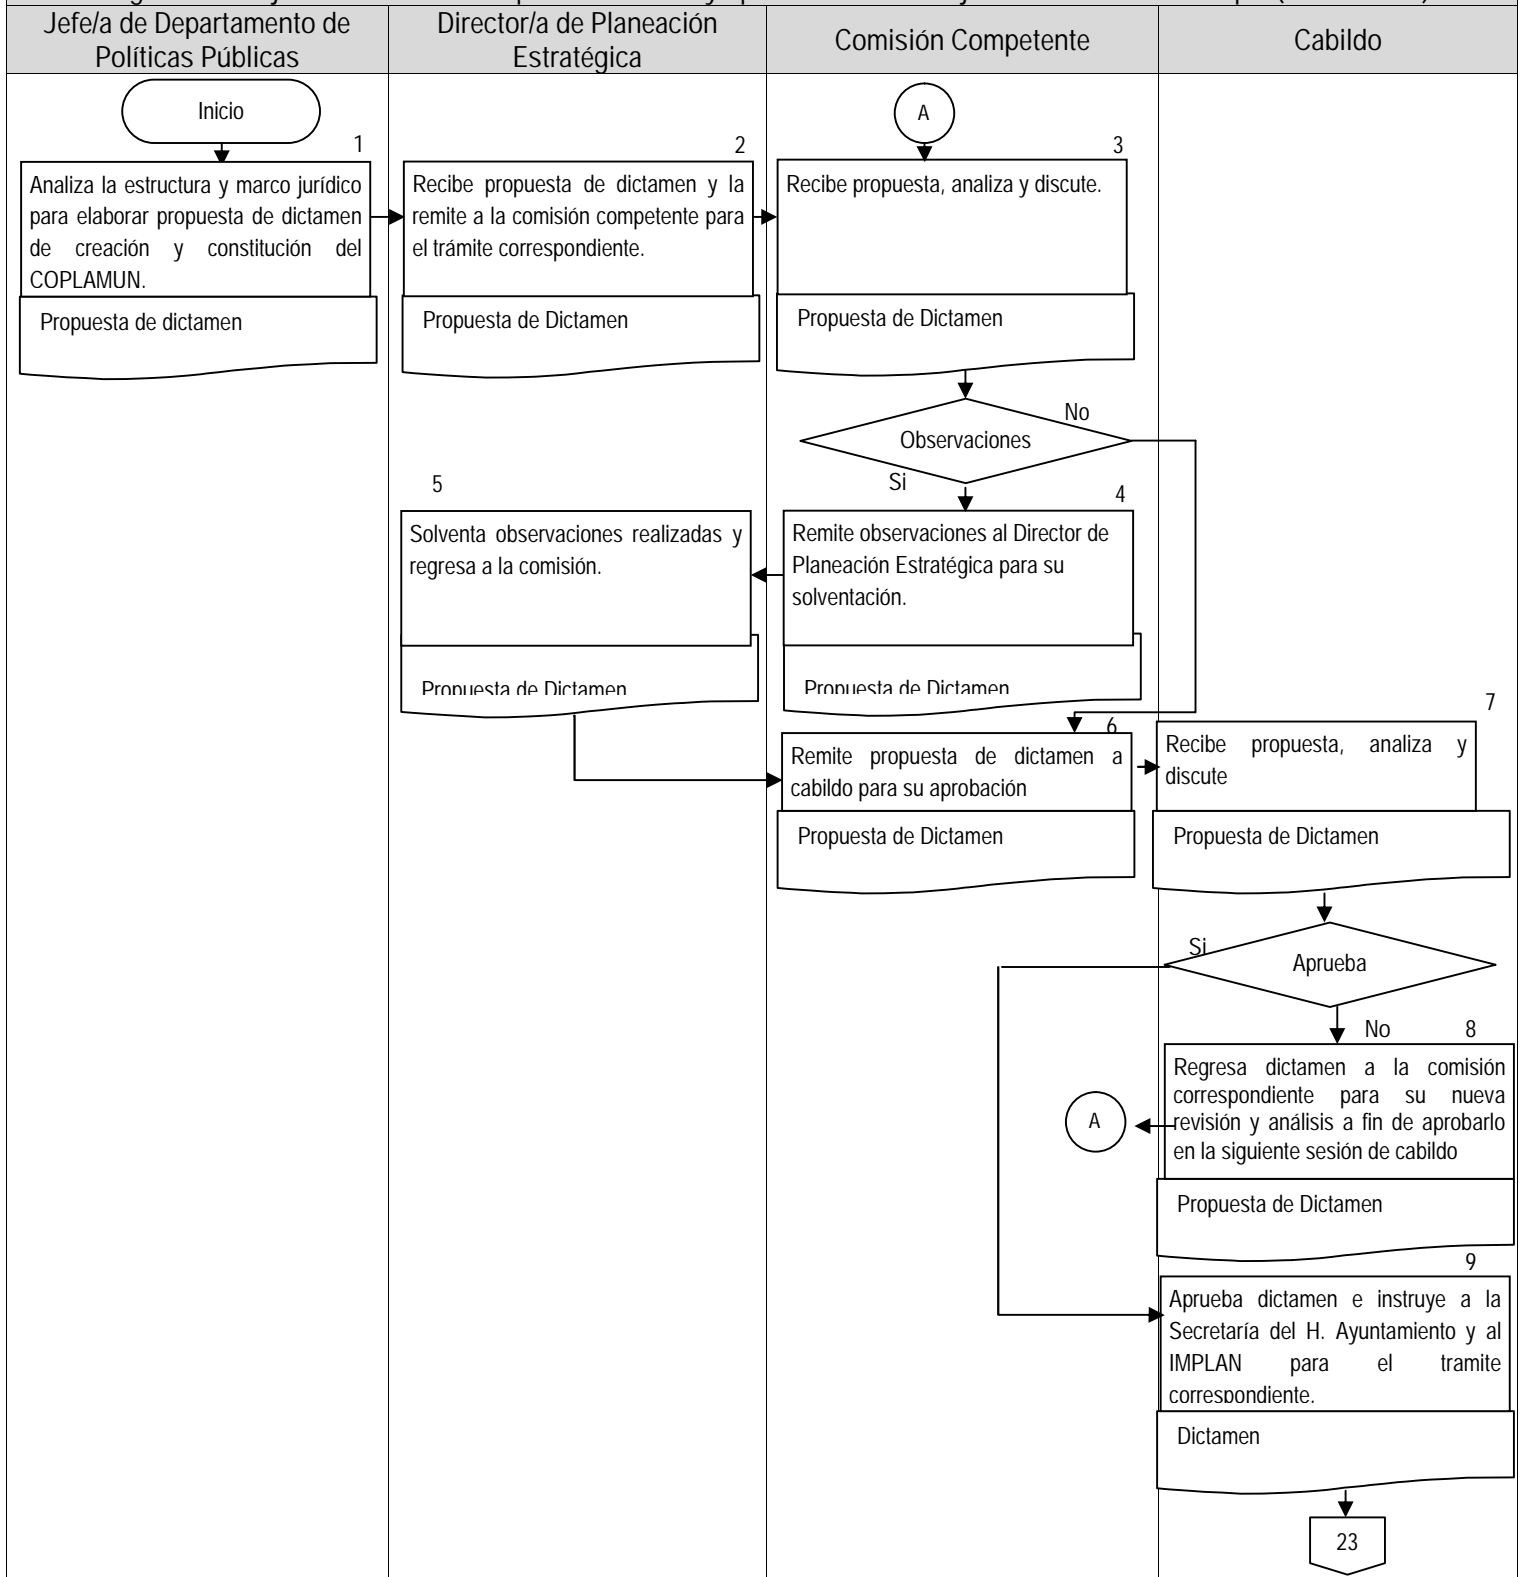 Jefe/a de Departamento de
Políticas Públicas
Director/a de Planeación
Estratégica
Comisión Competente
Cabildo
Inicio
A
1
Analiza la estructura y marco jurídico
para elaborar propuesta de dictamen
de creación y constitución del
COPLAMUN.
Propuesta de dictamen
2
Recibe propuesta de dictamen y la
remite a la comisión competente para
el trámite correspondiente.
Propuesta de Dictamen
3
Recibe propuesta, analiza y discute.
Propuesta de Dictamen
Observaciones
No
Si
4
Remite observaciones al Director de
Planeación Estratégica para su
solventación.
Propuesta de Dictamen
5
Solventa observaciones realizadas y
regresa a la comisión.
Propuesta de Dictamen
6
Remite propuesta de dictamen a
cabildo para su aprobación
Propuesta de Dictamen
7
Recibe propuesta, analiza y
discute
Propuesta de Dictamen
Si
Aprueba
No
8
Regresa dictamen a la comisión
correspondiente para su nueva
revisión y análisis a fin de aprobarlo
en la siguiente sesión de cabildo
A
Propuesta de Dictamen
9
Aprueba dictamen e instruye a la
Secretaría del H. Ayuntamiento y al
IMPLAN para el tramite
correspondiente.
Dictamen
23